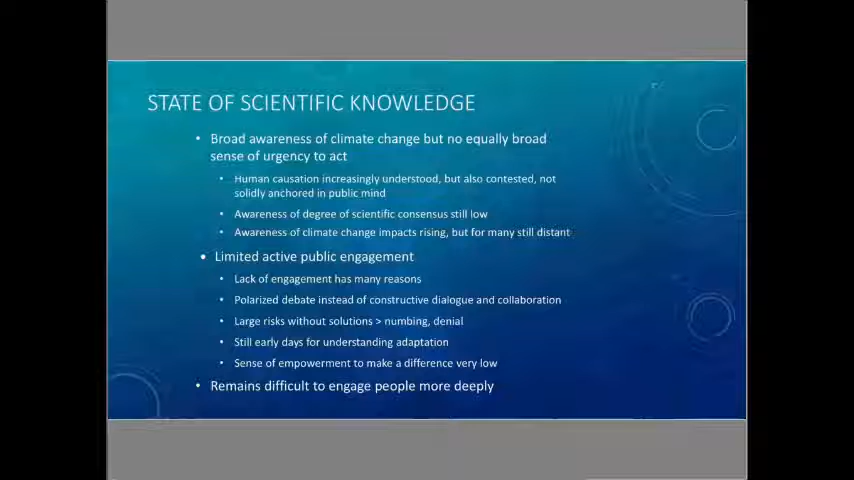 STATE OF SCIENTIFIC KNOWLEDGE
• Broad awareness of climate change but no equally broad
sense of urgency to act
• Human causation increasingly understood, but also contested, not
solidly anchored in public mind
• Awareness of degree of scientific consensus still low
• Awareness of climate change impacts rising, but for many still distant
• Limited active public engagement
• Lack of engagement has many reasons
• Polarized debate instead of constructive dialogue and collaboration
• Large risks without solutions > numbing, denial
• Still early days for understanding adaptation
• Sense of empowerment to make a difference very low
• Remains difficult to engage people more deeply